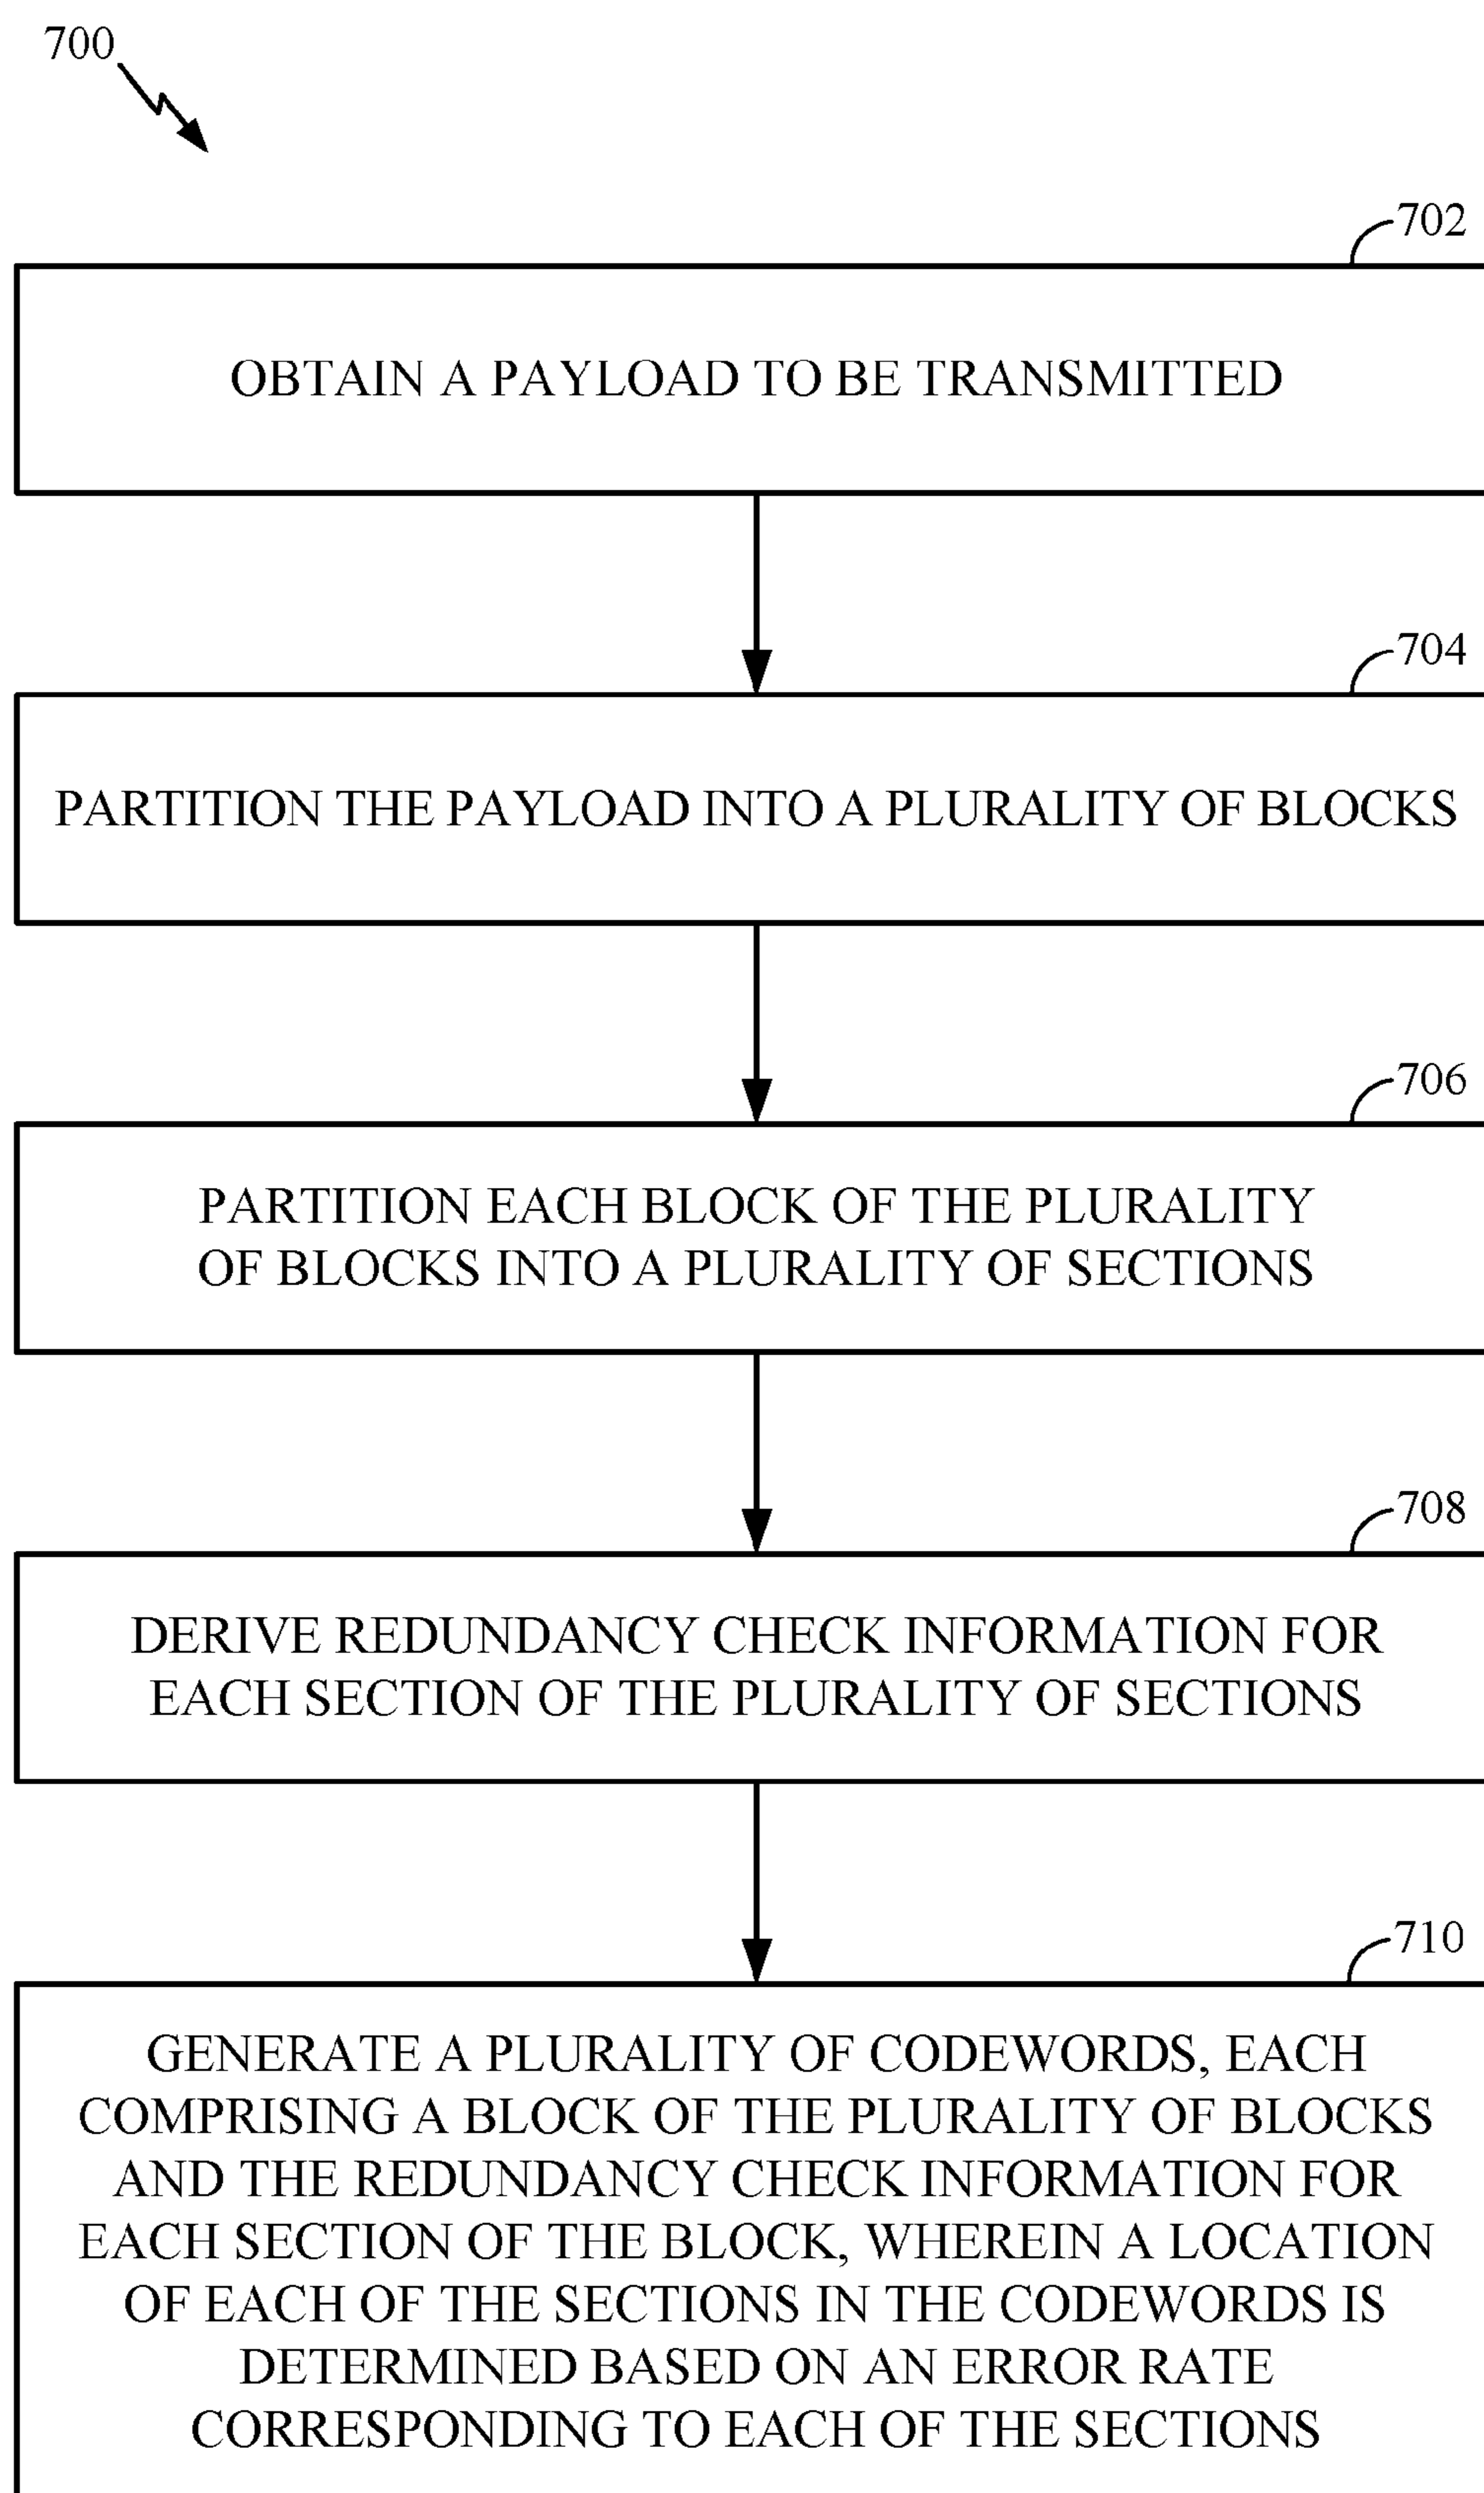 700
702
OBTAIN A PAYLOAD TO BE TRANSMITTED
704
PARTITION THE PAYLOAD INTO A PLURALITY OF BLOCKS
706
PARTITION EACH BLOCK OF THE PLURALITY
OF BLOCKS INTO A PLURALITY OF SECTIONS
708
DERIVE REDUNDANCY CHECK INFORMATION FOR
EACH SECTION OF THE PLURALITY OF SECTIONS
710
GENERATE A PLURALITY OF CODEWORDS, EACH
COMPRISING A BLOCK OF THE PLURALITY OF BLOCKS
AND THE REDUNDANCY CHECK INFORMATION FOR
EACH SECTION OF THE BLOCK, WHEREIN A LOCATION
OF EACH OF THE SECTIONS IN THE CODEWORDS IS
DETERMINED BASED ON AN ERROR RATE
CORRESPONDING TO EACH OF THE SECTIONS